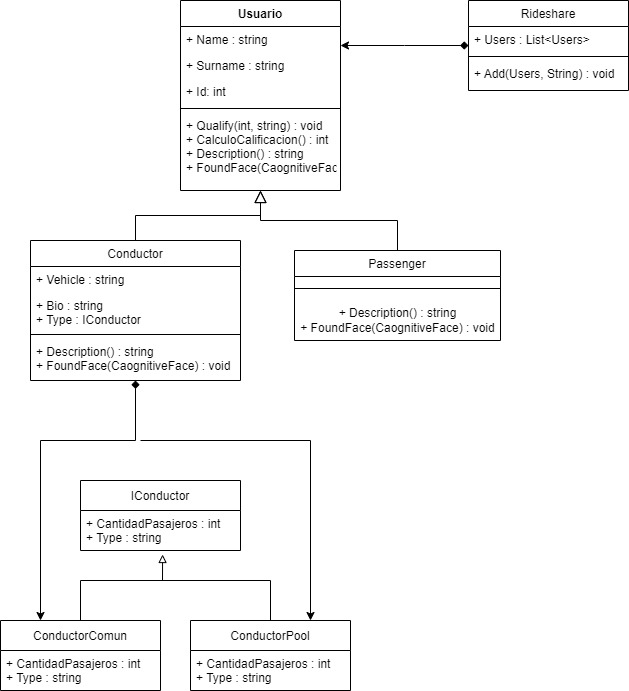 Usuario
+ Name : string
+ Surname : string
+ Id: int
+ Qualify(int, string) : void
+ CalculoCalificacion() : int
+ Description() : string
+ FoundFace(CaognitiveFac
Rideshare
+ Users : List<Users>
+ Add(Users, String) : void
Conductor
+ Vehicle : string
+ Bio : string
+ Type : IConductor
+ Description() : string
+ FoundFace(CaognitiveFace) : void
Passenger
+ Description() : string
+ FoundFace(CaognitiveFace) : void
IConductor
+ CantidadPasajeros : int
+ Type : string
ConductorComun
+ CantidadPasajeros : int
+ Type : string
ConductorPool
+ CantidadPasajeros : int
+ Type : string